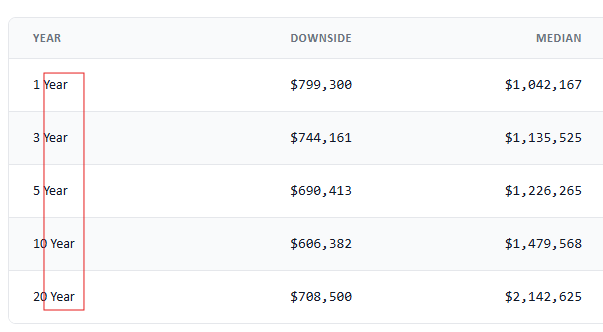 YEAR DOWNSIDE MEDIAN
1 Year $799,300 $1,042,167
3 Year $744,161 $1,135,525
5 Year $690,413 $1,226,265
10 Year $606,382 $1,479,568
20 Year $708,500 $2,142,625